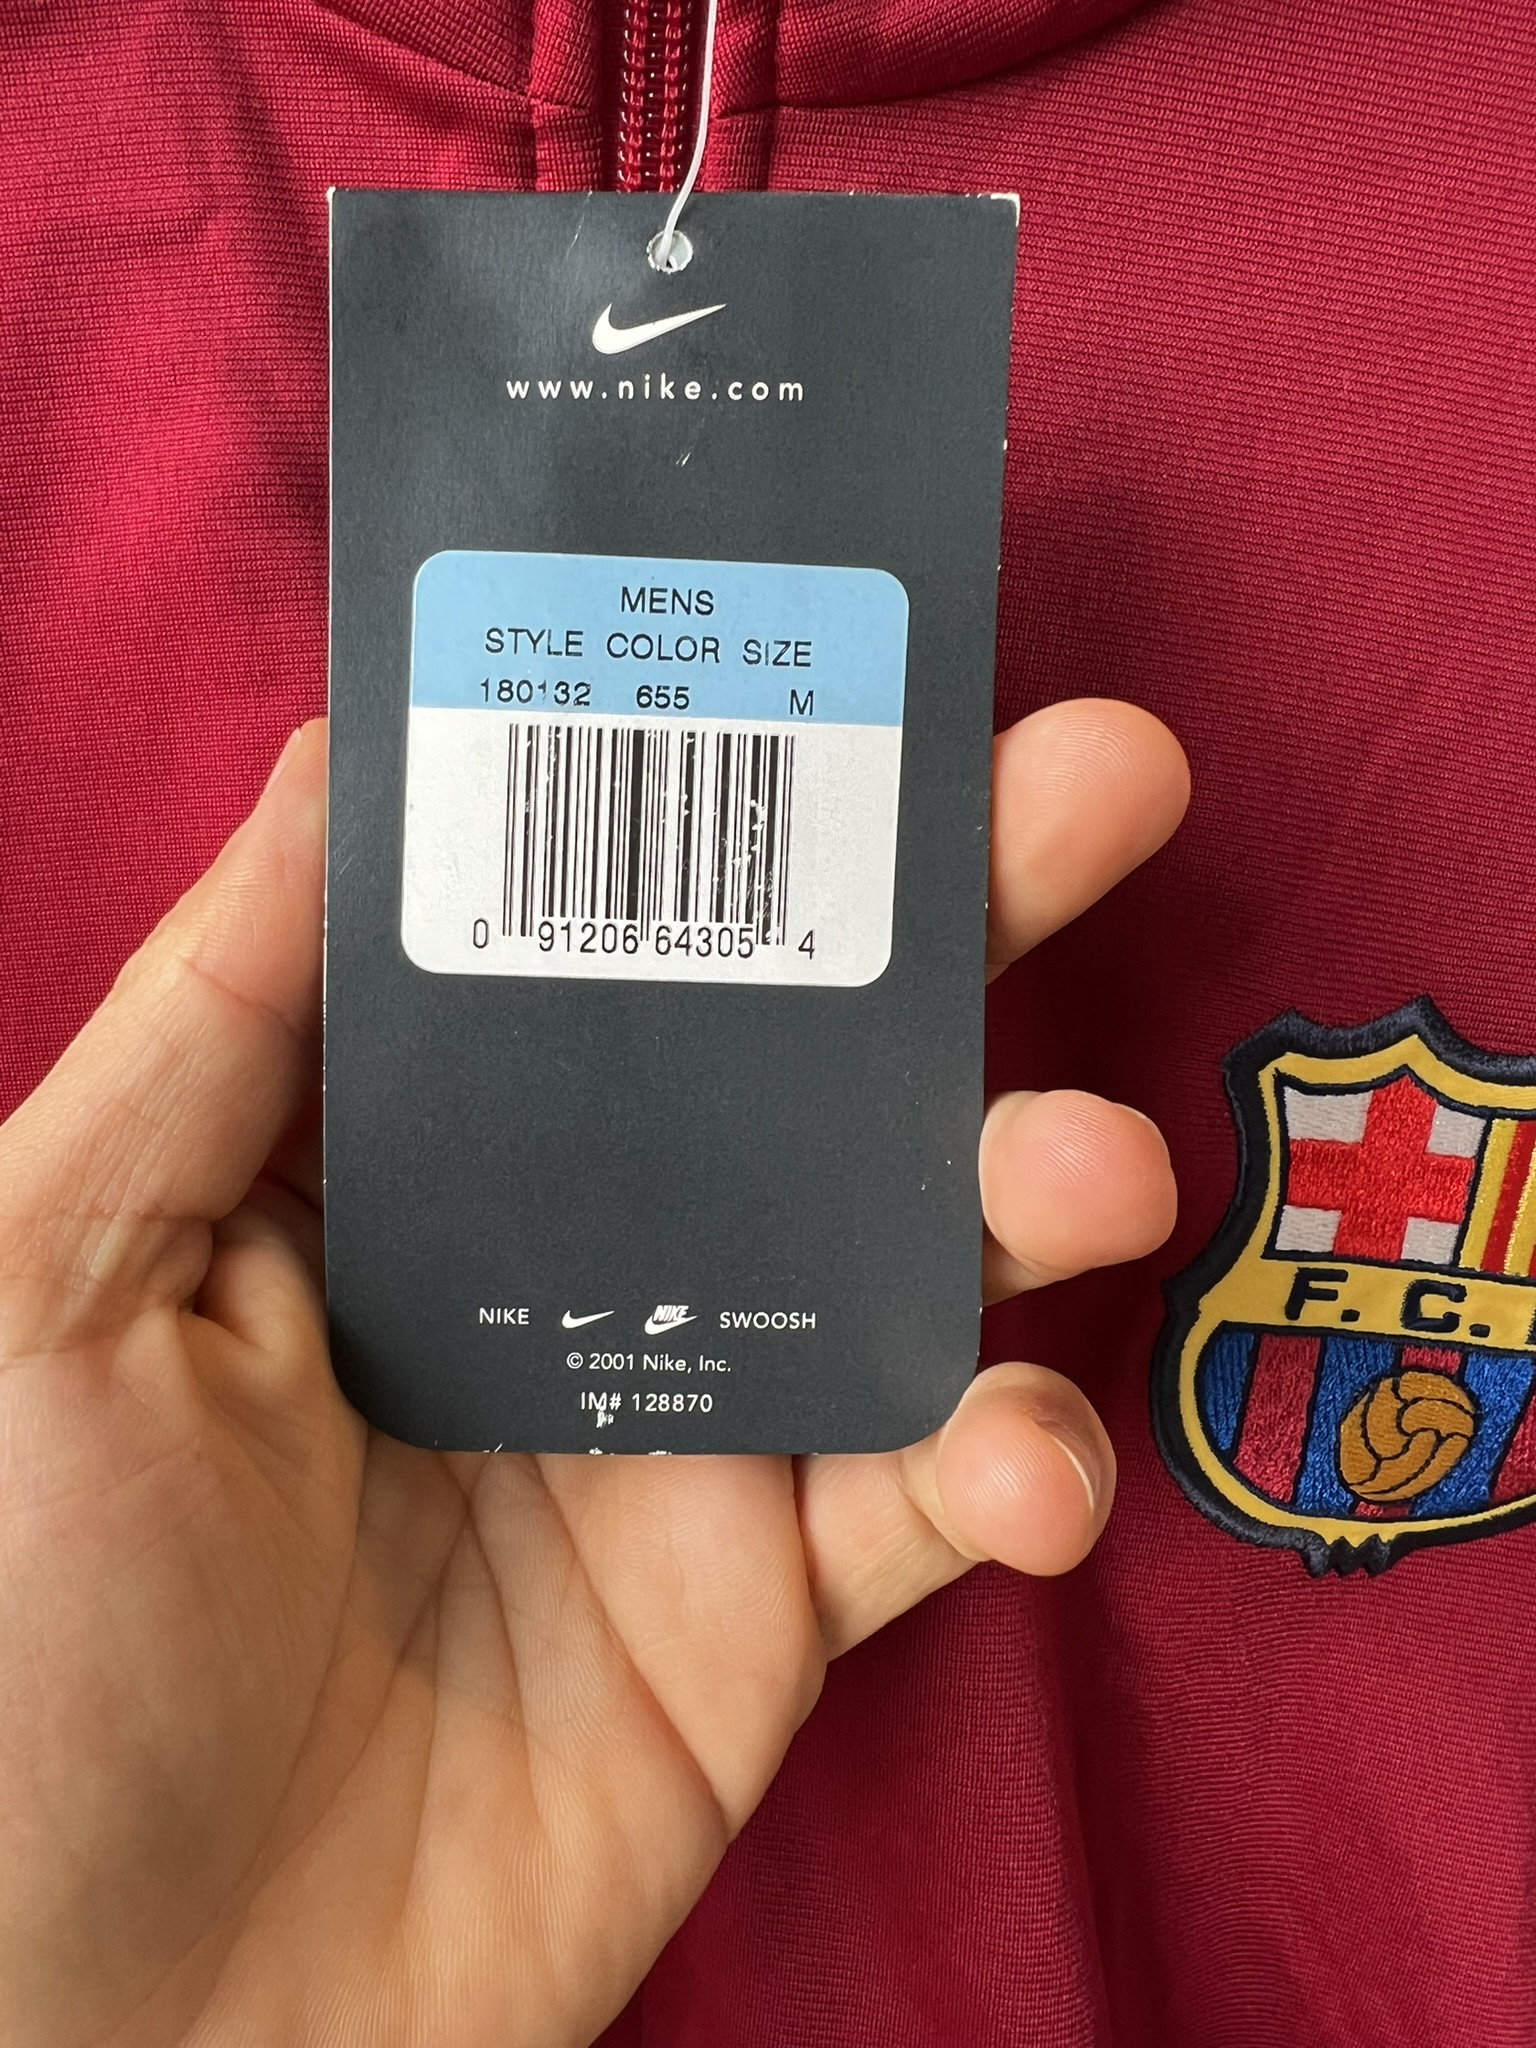 www.nike.com
MENS
STYLE COLOR SIZE
180132 655 M
0 91206 64305 4
NIKE NIKE SWOOSH
© 2001 Nike, Inc.
IM# 128870
F. C.